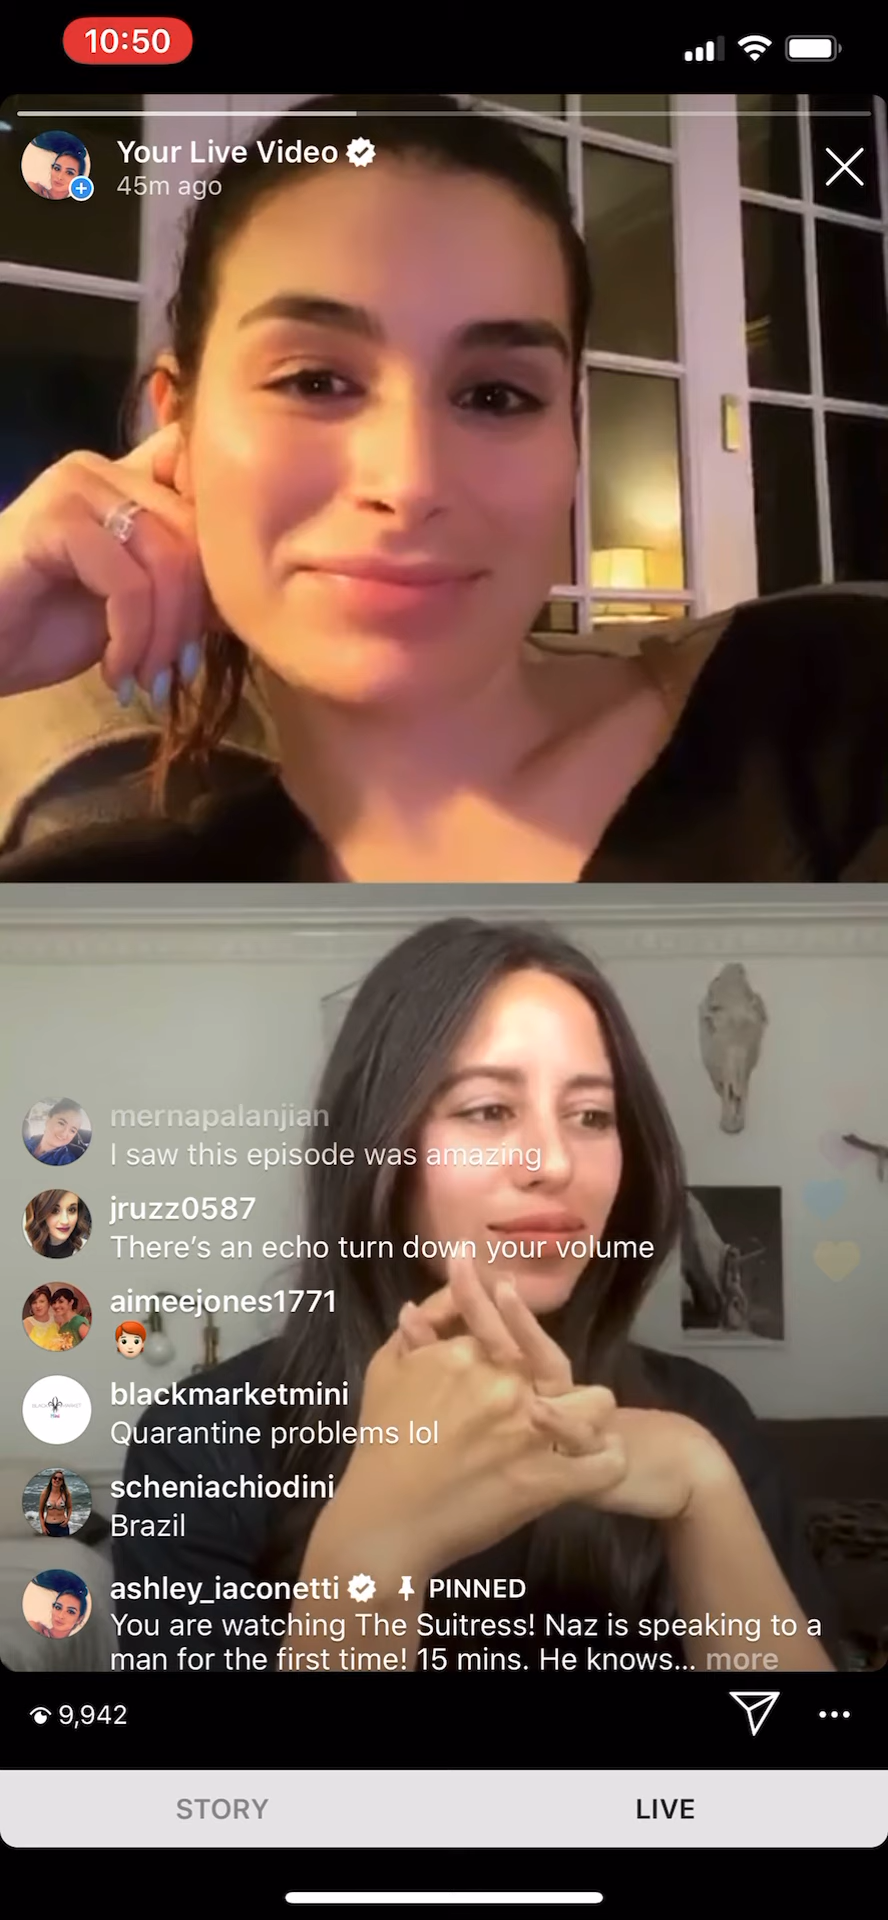 10:50
Your Live Video
45m ago
mernapalanjian
I saw this episode was amazing
jruzz0587
There's an echo turn down your volume
aimeejones1771
👨🏻‍🦰
blackmarketmini
Quarantine problems lol
scheniachiodini
Brazil
ashley_iaconetti PINNED
You are watching The Suitress! Naz is speaking to a
man for the first time! 15 mins. He knows... more
9,942
STORY
LIVE